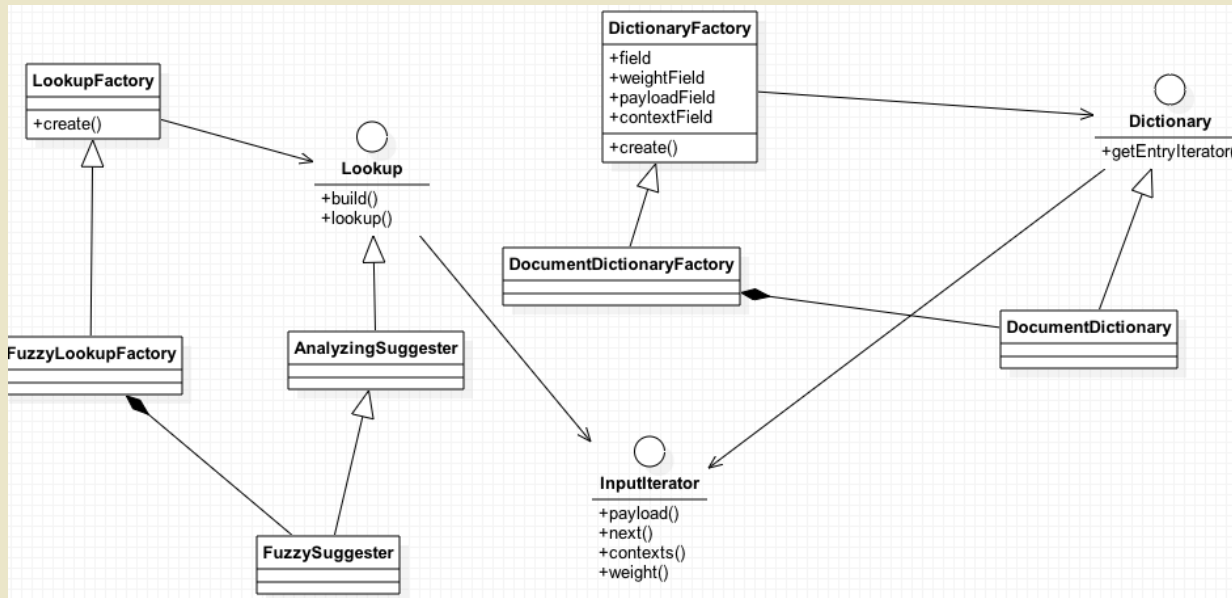 LookupFactory
+create()
Lookup
+build()
+lookup()
DictionaryFactory
+field
+weightField
+payloadField
+contextField
+create()
Dictionary
+getEntryIterator(
DocumentDictionaryFactory
DocumentDictionary
FuzzyLookupFactory
AnalyzingSuggester
FuzzySuggester
InputIterator
+payload()
+next()
+contexts()
+weight()